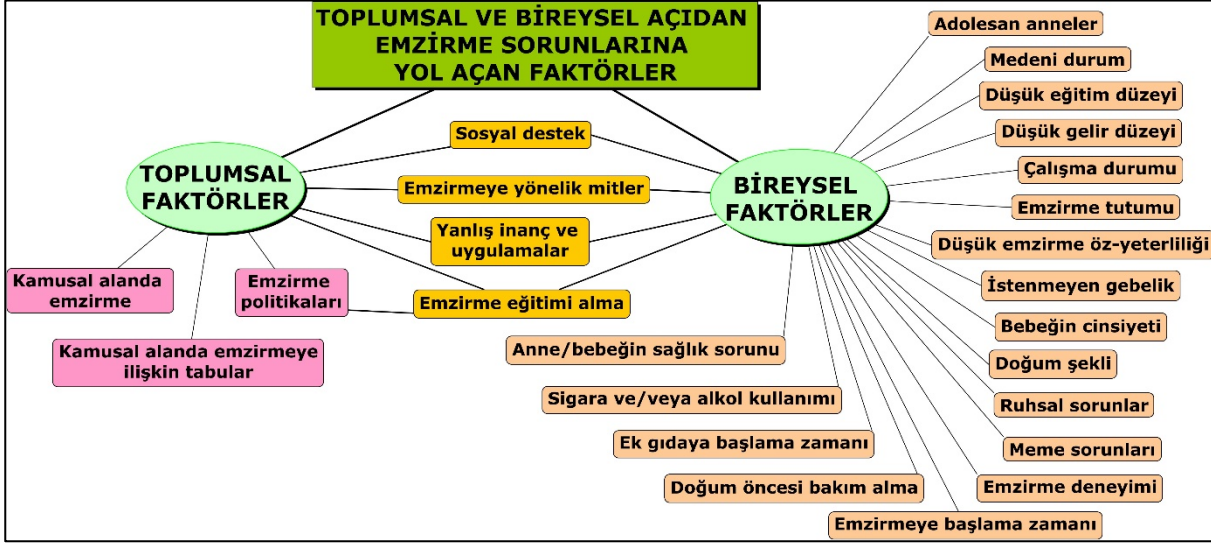 TOPLUMSAL VE BİREYSEL AÇIDAN
EMZİRME SORUNLARINA
YOL AÇAN FAKTÖRLER
TOPLUMSAL
FAKTÖRLER
BİREYSEL
FAKTÖRLER
Sosyal destek
Emzirmeye yönelik mitler
Yanlış inanç ve
uygulamalar
Emzirme eğitimi alma
Kamusal alanda
emzirme
Emzirme
politikaları
Kamusal alanda emzirmeye
ilişkin tabular
Adolesan anneler
Medeni durum
Düşük eğitim düzeyi
Düşük gelir düzeyi
Çalışma durumu
Emzirme tutumu
Düşük emzirme öz-yeterliliği
İstenmeyen gebelik
Bebeğin cinsiyeti
Doğum şekli
Ruhsal sorunlar
Meme sorunları
Emzirme deneyimi
Emzirmeye başlama zamanı
Doğum öncesi bakım alma
Ek gıdaya başlama zamanı
Sigara ve/veya alkol kullanımı
Anne/bebeğin sağlık sorunu